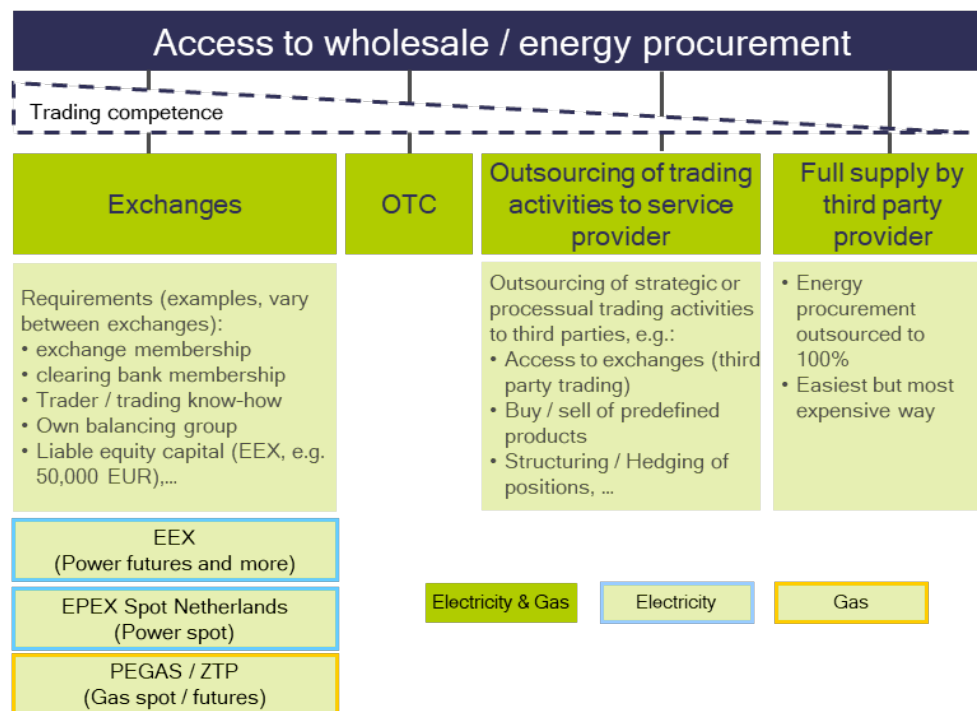 Access to wholesale / energy procurement
Trading competence
Exchanges
OTC
Outsourcing of trading
activities to service
provider
Full supply by
third party
provider
Requirements (examples, vary
between exchanges):
• exchange membership
• clearing bank membership
• Trader / trading know-how
• Own balancing group
• Liable equity capital (EEX, e.g.
50,000 EUR),...
Outsourcing of strategic or
processual trading activities
to third parties, e.g.:
• Access to exchanges (third
party trading)
• Buy / sell of predefined
products
• Structuring / Hedging of
positions, ...
• Energy
procurement
outsourced to
100%
• Easiest but most
expensive way
EEX
(Power futures and more)
EPEX Spot Netherlands
(Power spot)
PEGAS / ZTP
(Gas spot / futures)
Electricity & Gas
Electricity
Gas